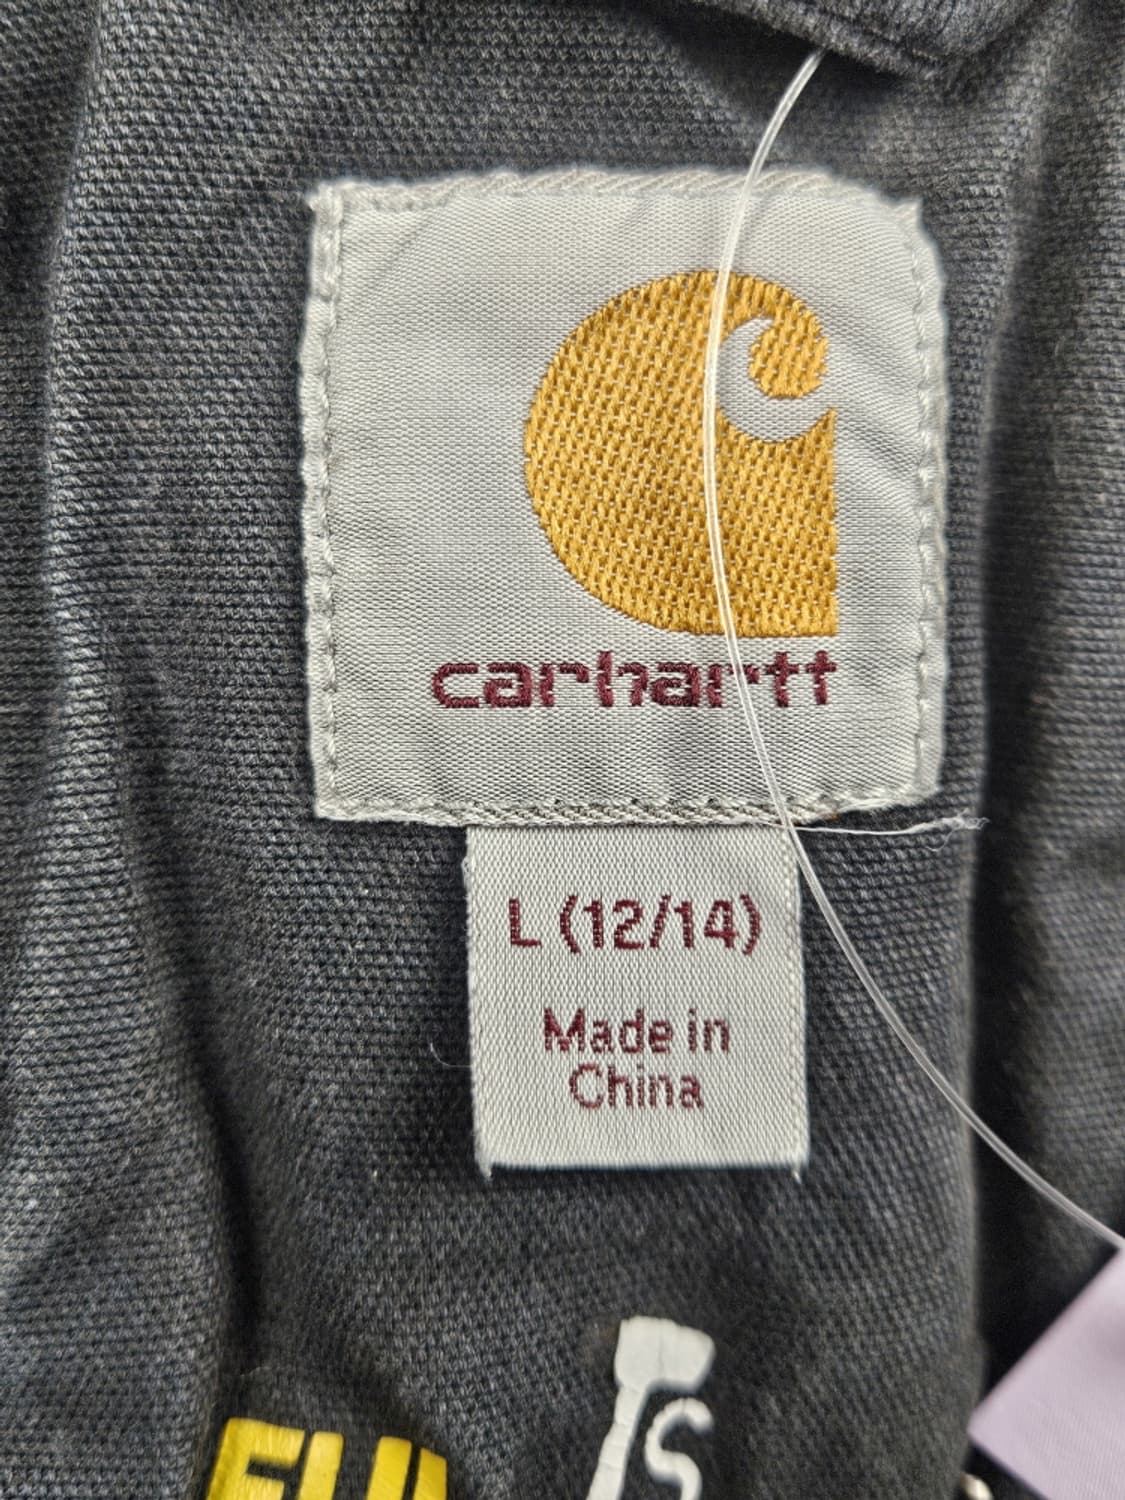 carhartt
L (12/14)
Made in
China